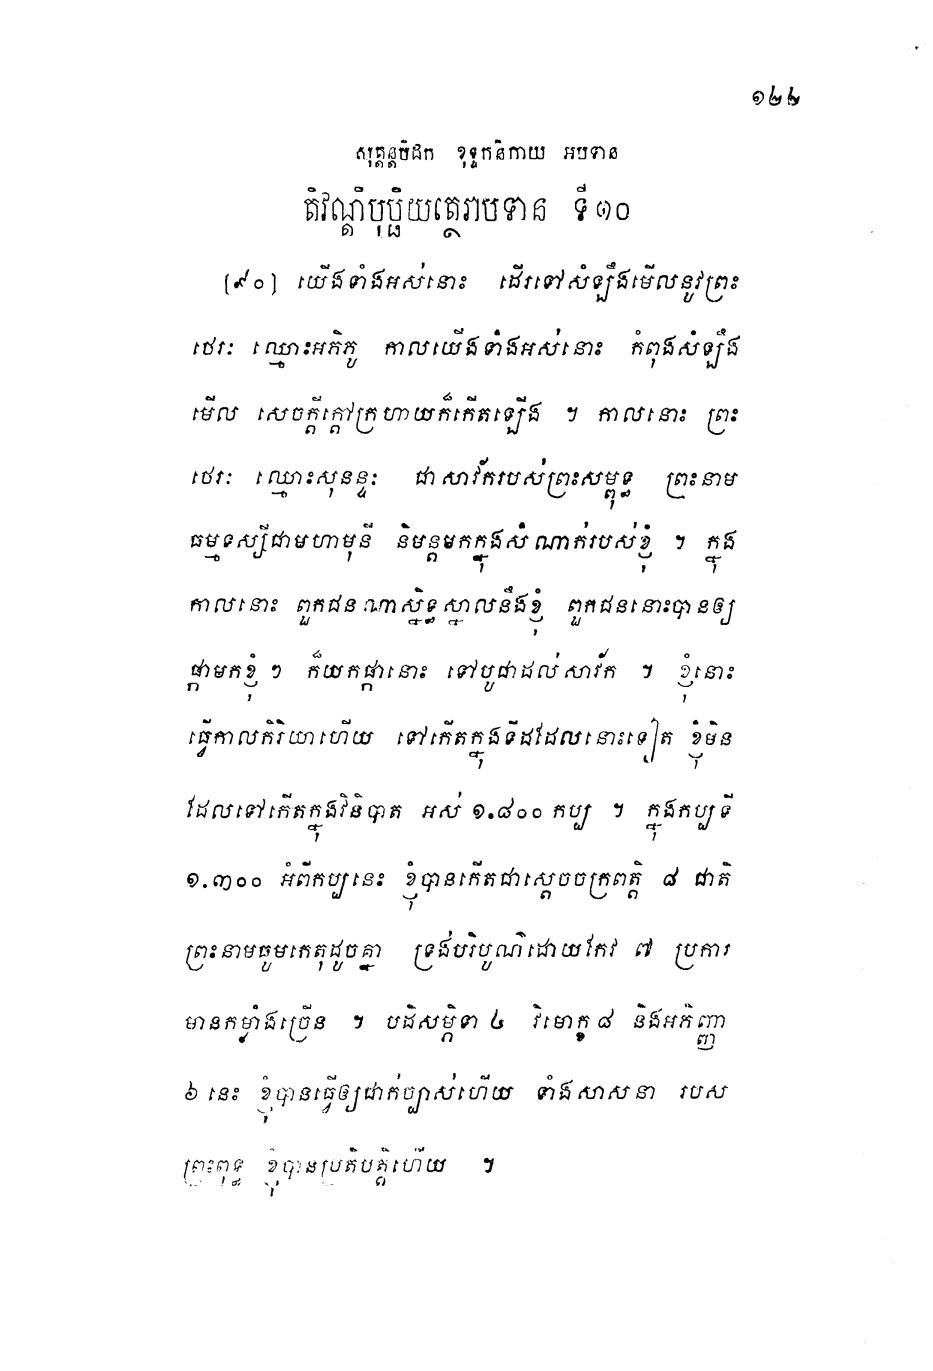 ១៤៤
សុត្តន្តបិដក ខុទ្ទកនិកាយ អបទាន
តិវណ្ដិបុប្ផិយត្ថេរាបទាន ទី១០
[៩០] យើងទាំងអស់នោះ ដើរទៅសំឡឹងមើលនូវព្រះ
ថេរៈ ឈ្មោះអភិភូ កាលយើងទាំងអស់នោះ កំពុងសំឡឹង
មើល សេចក្ដីក្ដៅក្រហាយក៏កើតឡើង ។ កាលនោះ ព្រះ
ថេរៈ ឈ្មោះសុនន្ទៈ ជាសាវ័ករបស់ព្រះសម្ពុទ្ធ ព្រះនាម
ធម្មទស្សីជាមហាមុនី និមន្តមកក្នុងសំណាក់របស់ខ្ញុំ ។ ក្នុង
កាលនោះ ពួកជនណាស្និទ្ធស្នាលនឹងខ្ញុំ ពួកជននោះបានឲ្យ
ផ្កាមកខ្ញុំ ៗ ក៏យកផ្កានោះ ទៅបូជាដល់សាវ័ក ។ ខ្ញុំនោះ
ធ្វើកាលកិរិយាហើយ ទៅកើតក្នុងទីដដែលនោះទៀត ខ្ញុំមិន
ដែលទៅកើតក្នុងវិនិបាត អស់ ១.៨០០ កប្ប ។ ក្នុងកប្បទី
១.៣០០ អំពីកប្បនេះ ខ្ញុំបានកើតជាស្ដេចចក្រពត្តិ ៨ ជាតិ
ព្រះនាមធូមកេតុដូចគ្នា ទ្រង់បរិបូណ៌ដោយកែវ ៧ ប្រការ
មានកម្លាំងច្រើន ។ បដិសម្ភិទា ៤ វិមោក្ខ ៨ និងអភិញ្ញា
៦ នេះ ខ្ញុំបានធ្វើឲ្យជាក់ច្បាស់ហើយ ទាំងសាសនា របស
ព្រះពុទ្ធ ខ្ញុំបានប្រតិបត្តិហើយ ។